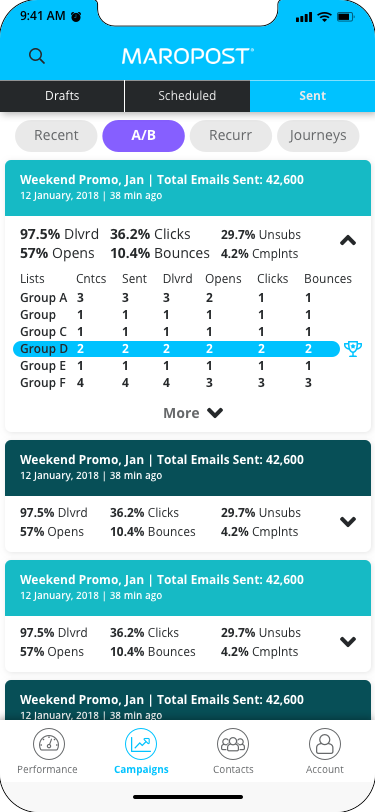 9:41 AM
MAROPOST
Drafts Scheduled Sent
Recent A/B Recurr Journeys
Weekend Promo, Jan | Total Emails Sent: 42,600
12 January, 2018 | 38 min ago
97.5% Dlvrd 36.2% Clicks 29.7% Unsubs
57% Opens 10.4% Bounces 4.2% Cmplnts
Lists Cntcs Sent Dlvrd Opens Clicks Bounces
Group A 3 3 3 2 1 1
Group 1 1 1 1 1 1
Group C 1 1 1 1 1 1
Group D 2 2 2 2 2 2
Group E 1 1 1 1 1 1
Group F 4 4 4 3 3 3
More
Weekend Promo, Jan | Total Emails Sent: 42,600
12 January, 2018 | 38 min ago
97.5% Dlvrd 36.2% Clicks 29.7% Unsubs
57% Opens 10.4% Bounces 4.2% Cmplnts
Weekend Promo, Jan | Total Emails Sent: 42,600
12 January, 2018 | 38 min ago
97.5% Dlvrd 36.2% Clicks 29.7% Unsubs
57% Opens 10.4% Bounces 4.2% Cmplnts
Weekend Promo, Jan | Total Emails Sent: 42,600
12 January, 2018 | 38 min ago
Performance Campaigns Contacts Account